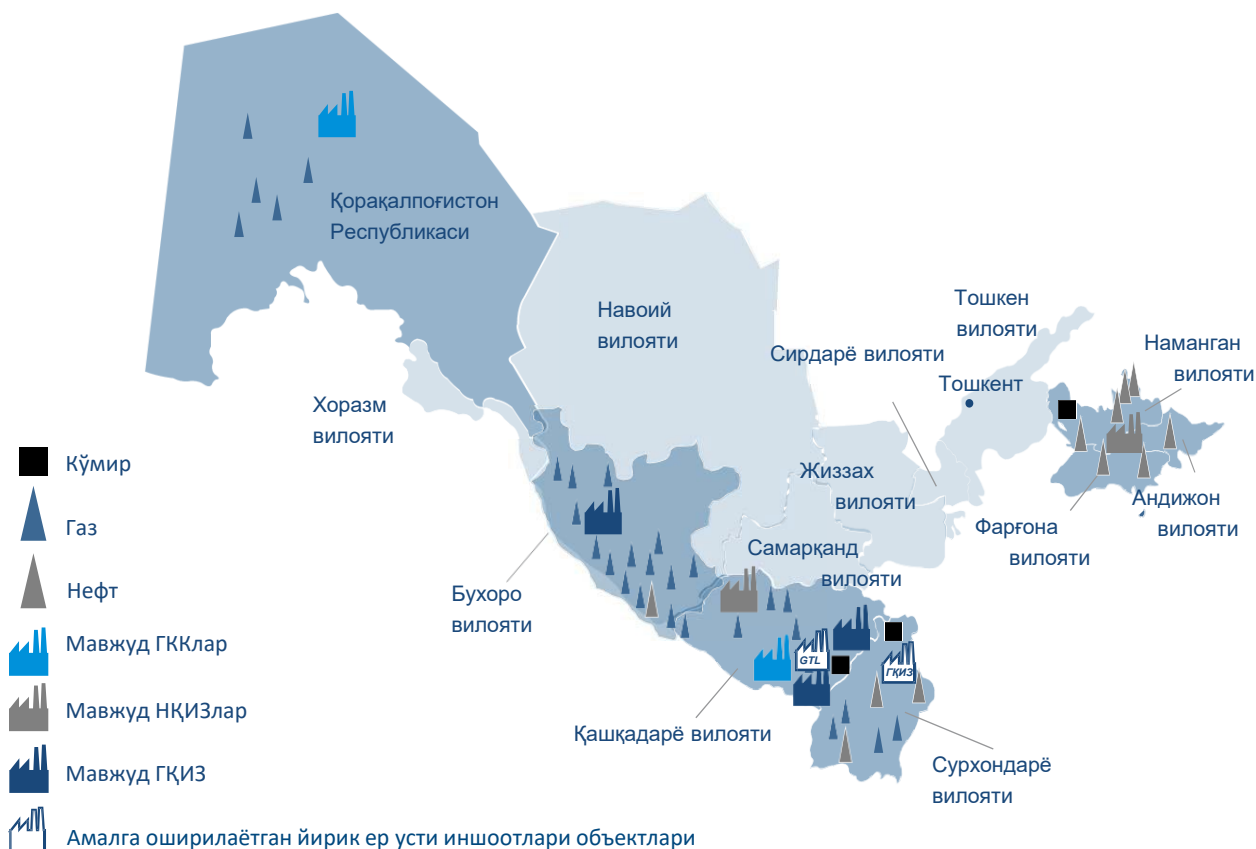 Қорақалпоғистон
Республикаси
Навоий
вилояти
Тошкен
вилояти
Сирдарё вилояти
Наманган
вилояти
Тошкент
Хоразм
вилояти
Жиззах
вилояти
Андижон
вилояти
Фарғона
вилояти
Самарқанд
вилояти
Бухоро
вилояти
GTL
ГҚИЗ
Қашқадарё вилояти
Сурхондарё
вилояти
Кўмир
Газ
Нефт
Мавжуд ГККлар
Мавжуд НҚИЗлар
Мавжуд ГҚИЗ
Амалга оширилаётган йирик ер усти иншоотлари объектлари